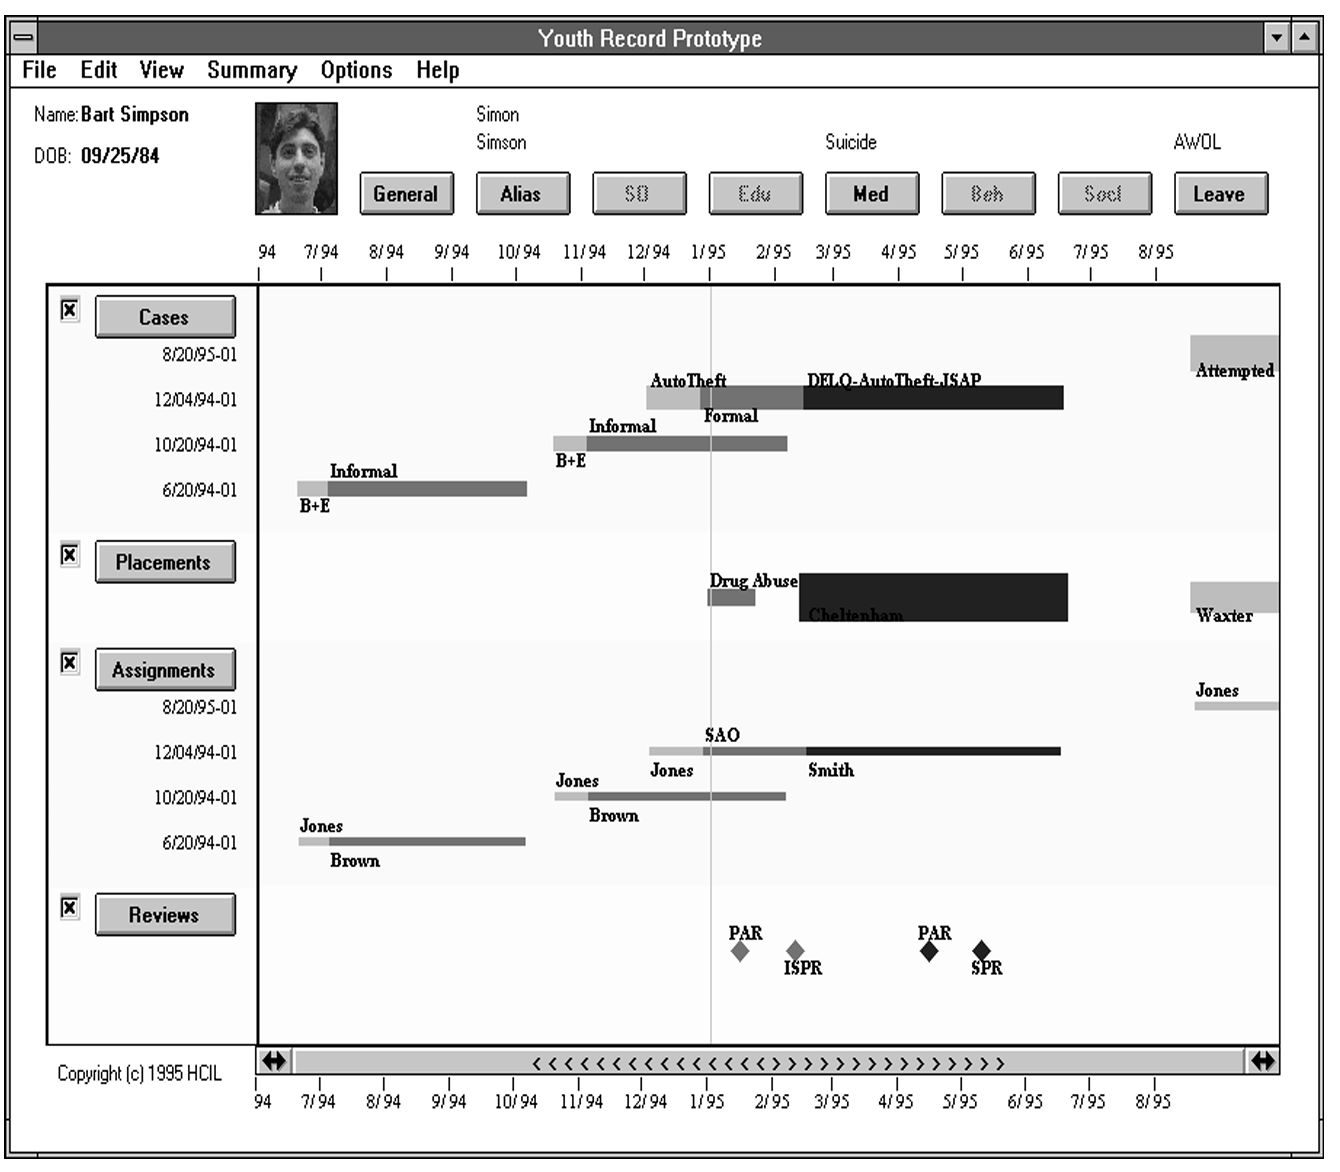 Youth Record Prototype
File Edit View Summary Options Help
Name: Bart Simpson
DOB: 09/25/84
Simon
Simson
Suicide
AWOL
General Alias SO Edu Med Beh Socl Leave
94 7/94 8/94 9/94 10/94 11/94 12/94 1/95 2/95 3/95 4/95 5/95 6/95 7/95 8/95
Cases
8/20/95-01
Attempted
12/04/94-01
AutoTheft DELQ-AutoTheft-JSAP
Formal
10/20/94-01
Informal
B+E
6/20/94-01
Informal
B+E
Placements
Drug Abuse
Cheltenham
Waxter
Assignments
8/20/95-01
Jones
12/04/94-01
SAO
Jones Smith
10/20/94-01
Jones
Brown
6/20/94-01
Jones
Brown
Reviews
PAR PAR
ISPR SPR
Copyright (c) 1995 HCIL
94 7/94 8/94 9/94 10/94 11/94 12/94 1/95 2/95 3/95 4/95 5/95 6/95 7/95 8/95